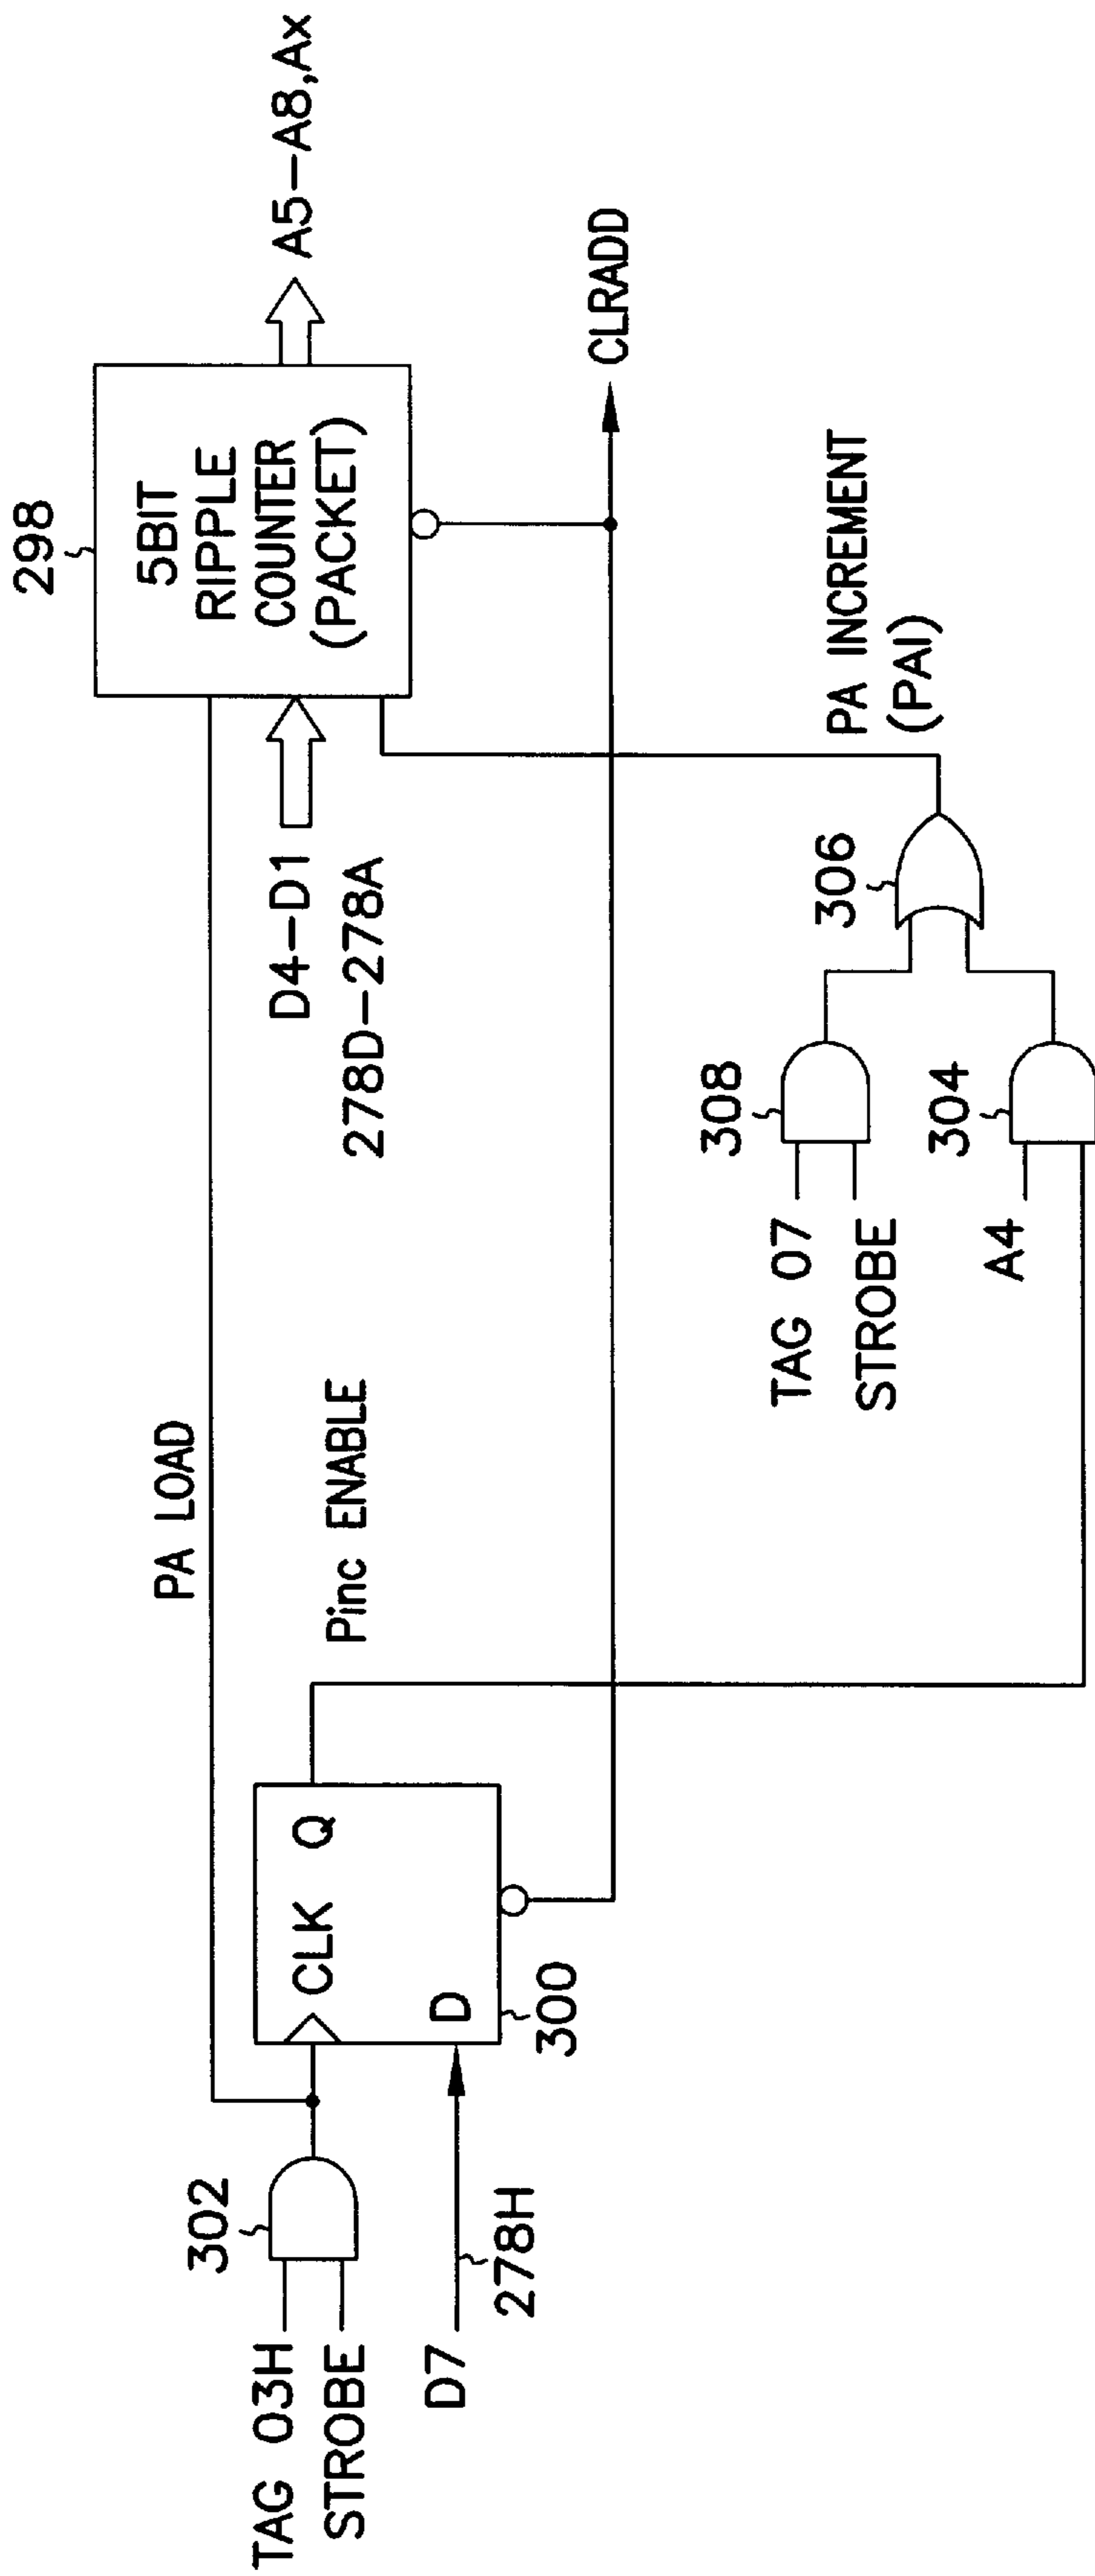 298
5BIT
RIPPLE
COUNTER
(PACKET)
A5-A8,Ax
PA LOAD
D4-D1
278D-278A
Pinc ENABLE
302
TAG 03H
STROBE
CLK Q
D
300
D7
278H
CLRADD
PA INCREMENT
(PAI)
306
308
TAG 07
STROBE
304
A4